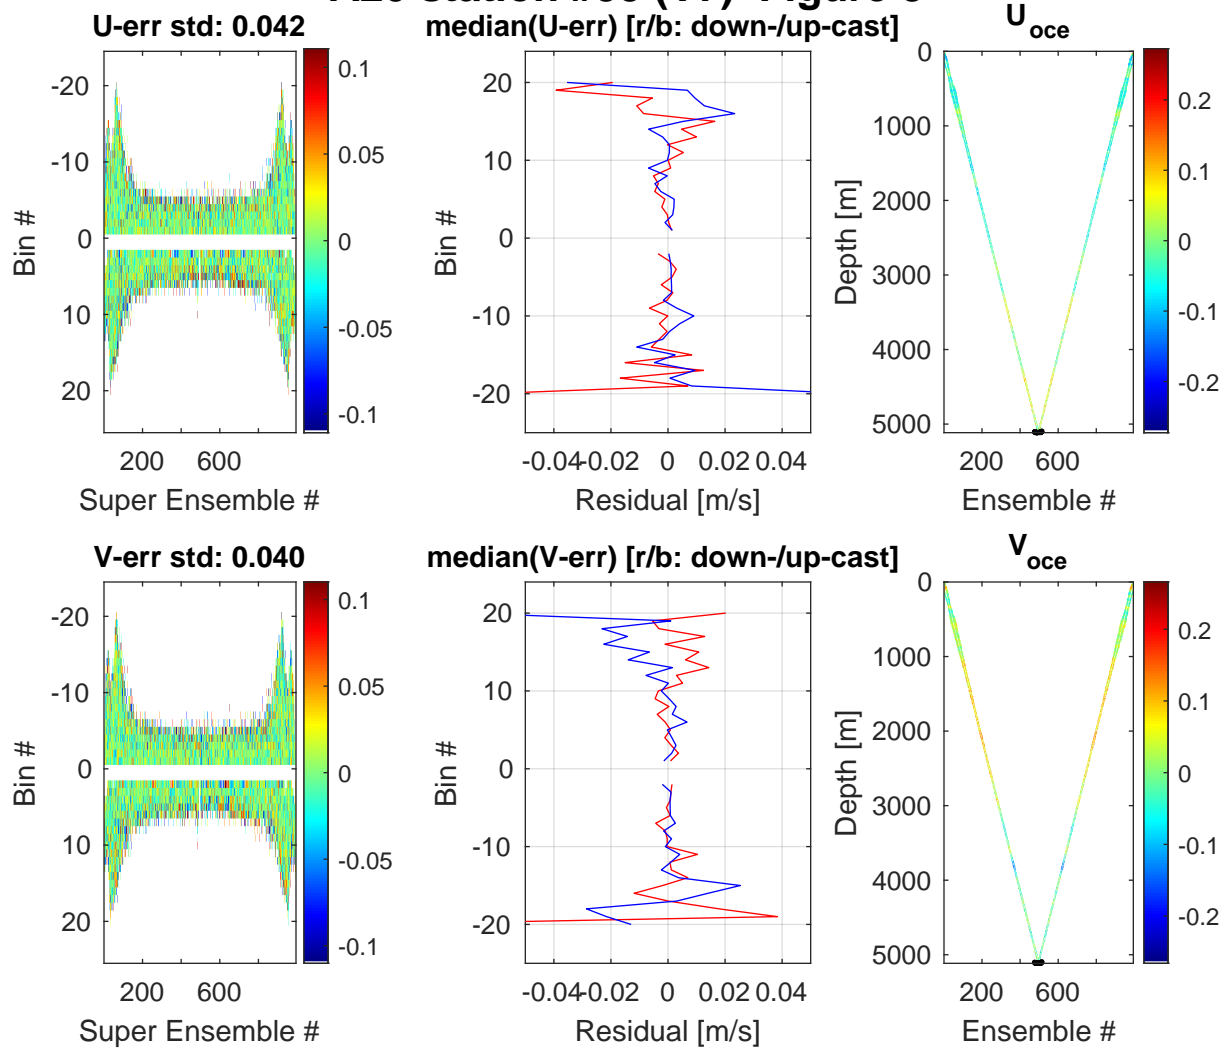 U-err std: 0.042
median(U-err) [r/b: down-/up-cast]
U_oce
-20
-10
0
10
20
Bin #
200 600
Super Ensemble #
0.1
0.05
0
-0.05
-0.1
20
10
0
-10
-20
Bin #
-0.04 -0.02 0 0.02 0.04
Residual [m/s]
0
1000
2000
3000
4000
5000
Depth [m]
200 600
Ensemble #
0.2
0.1
0
-0.1
-0.2
V-err std: 0.040
median(V-err) [r/b: down-/up-cast]
V_oce
-20
-10
0
10
20
Bin #
200 600
Super Ensemble #
0.1
0.05
0
-0.05
-0.1
20
10
0
-10
-20
Bin #
-0.04 -0.02 0 0.02 0.04
Residual [m/s]
0
1000
2000
3000
4000
5000
Depth [m]
200 600
Ensemble #
0.2
0.1
0
-0.1
-0.2